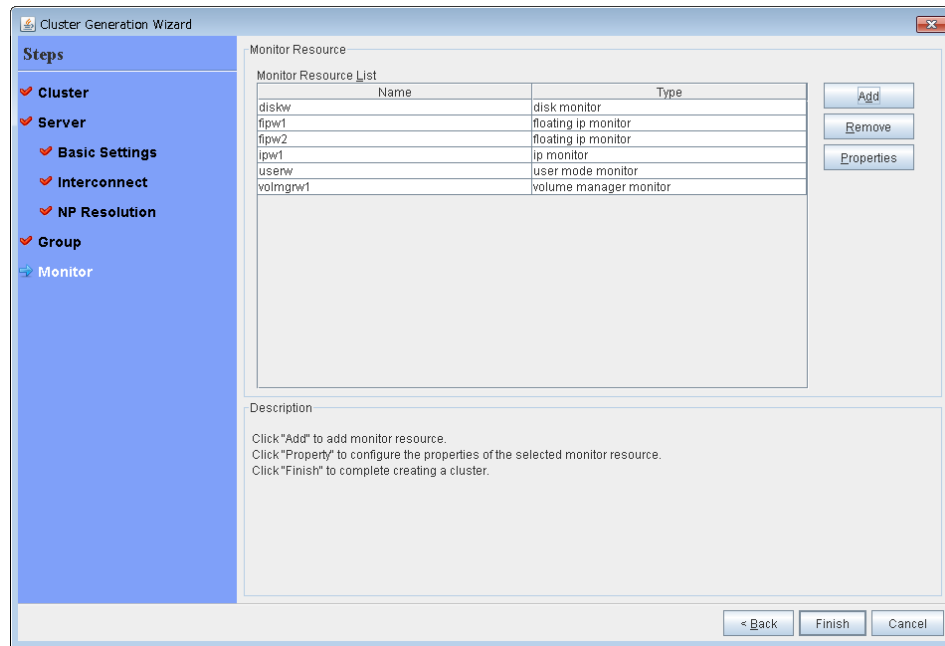 Cluster Generation Wizard
Steps
Cluster
Server
Basic Settings
Interconnect
NP Resolution
Group
Monitor
Monitor Resource
Monitor Resource List
Name Type
diskw disk monitor
fipw1 floating ip monitor
fipw2 floating ip monitor
ipw1 ip monitor
userw user mode monitor
volmgrw1 volume manager monitor
Add
Remove
Properties
Description
Click "Add" to add monitor resource.
Click "Property" to configure the properties of the selected monitor resource.
Click "Finish" to complete creating a cluster.
< Back Finish Cancel